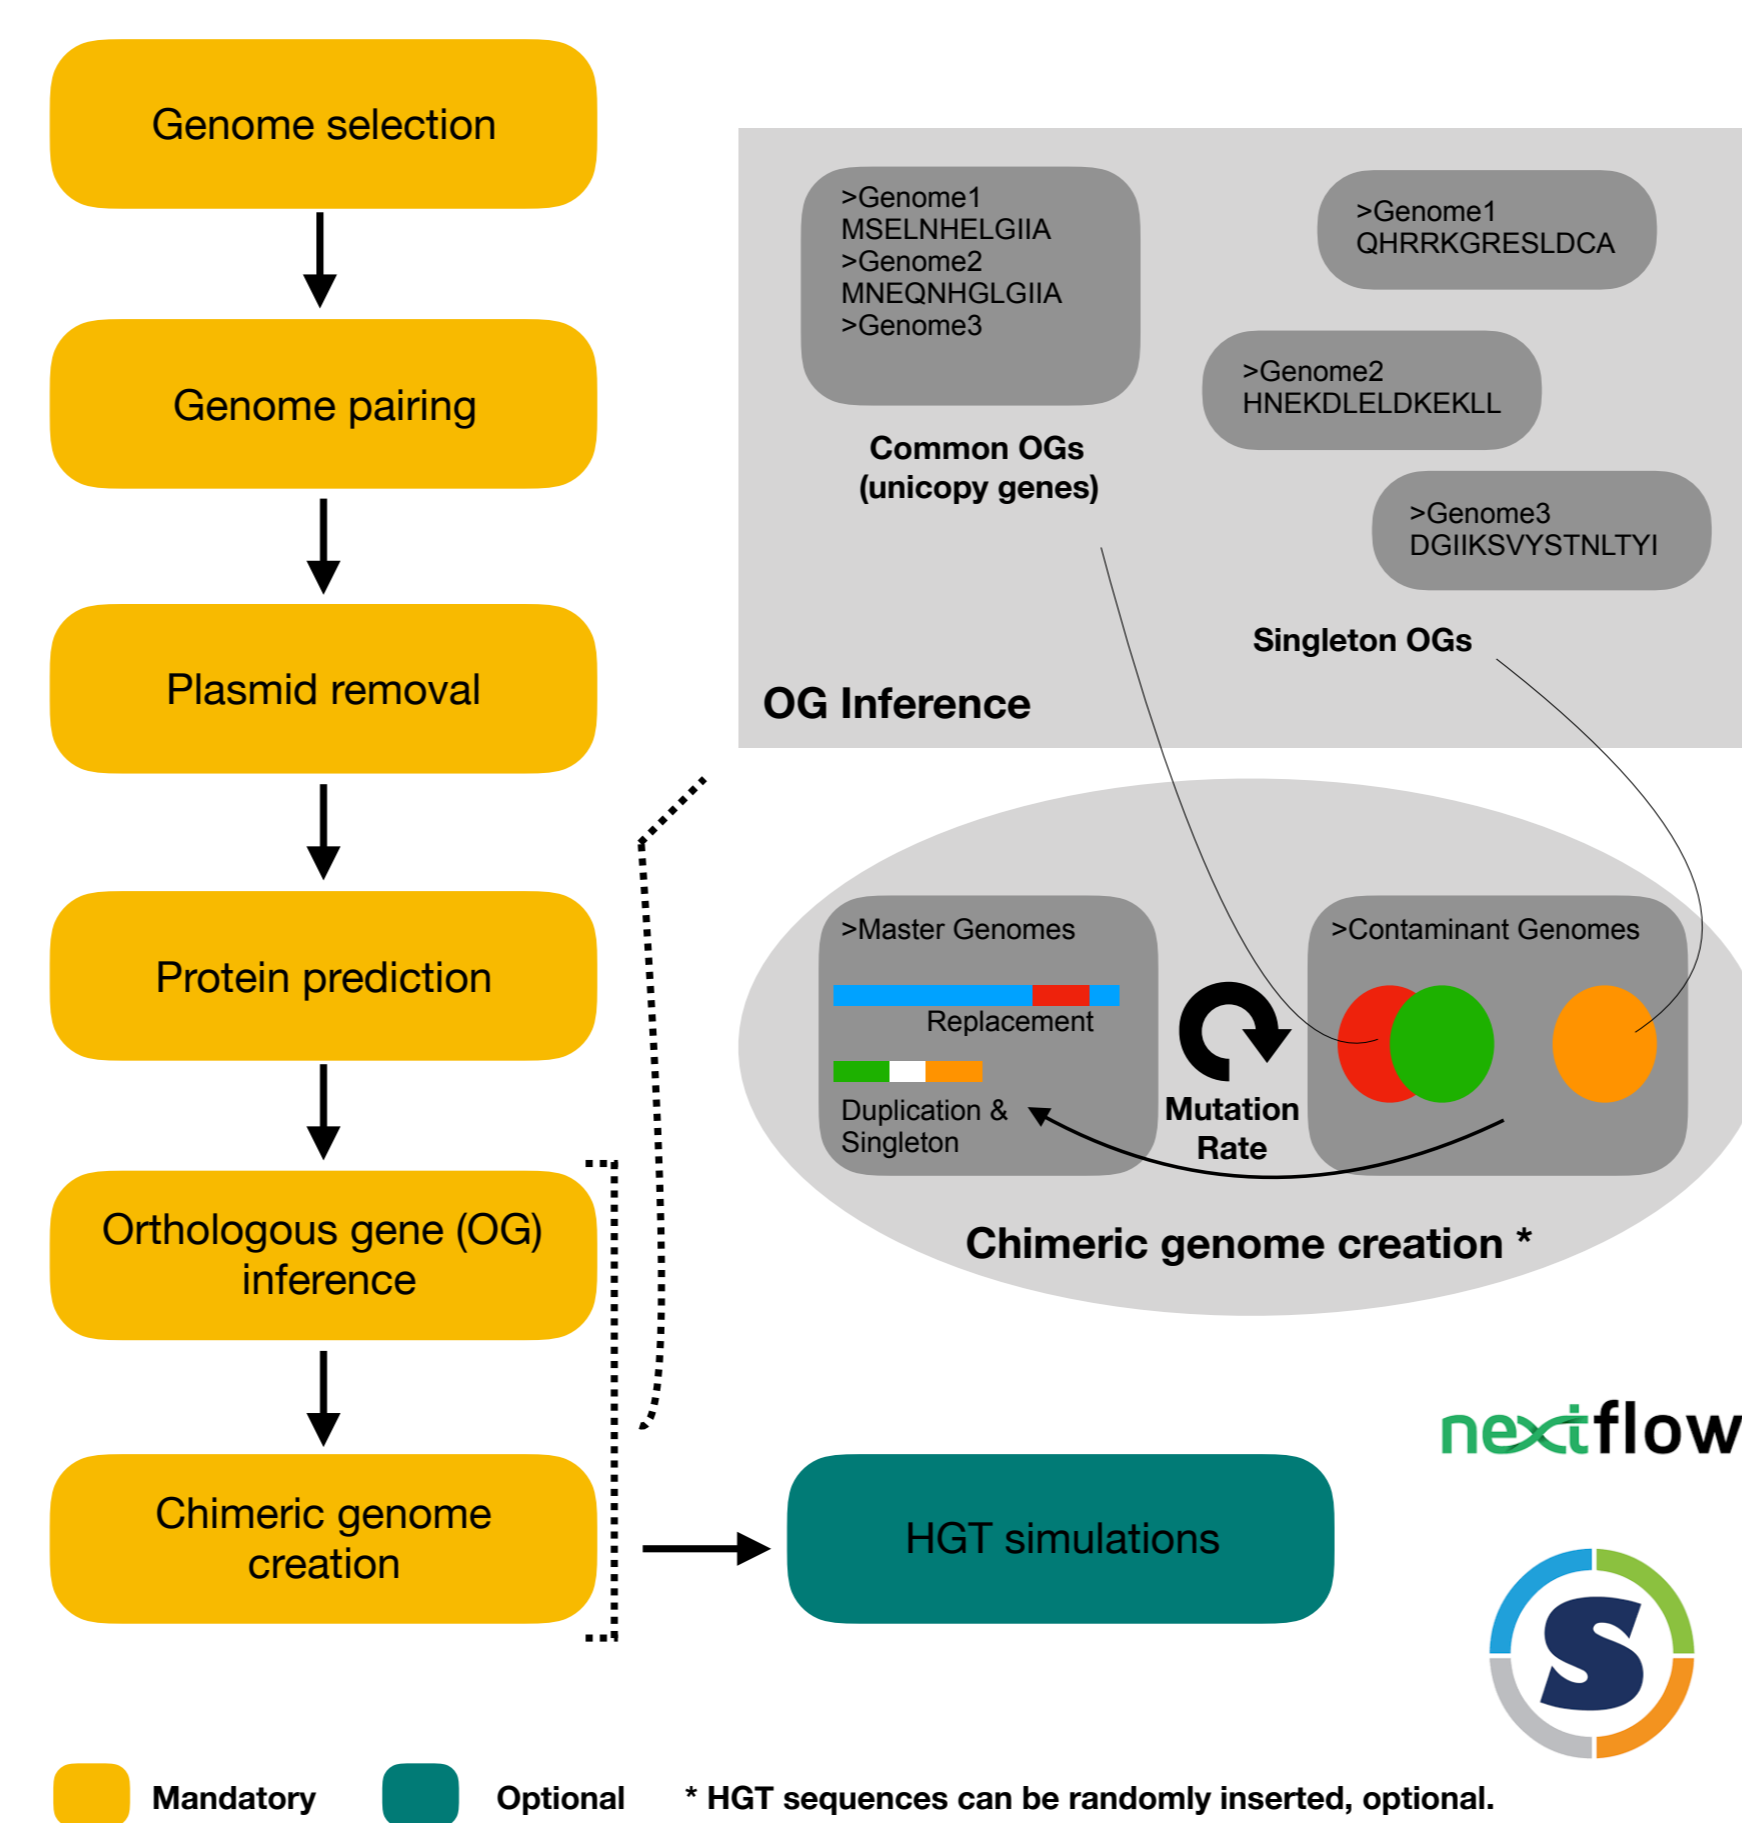 Genome selection
Genome pairing
Plasmid removal
Protein prediction
Orthologous gene (OG)
inference
Chimeric genome
creation
>Genome1
MSELNHELGIIA
>Genome2
MNEQNHGLGIIA
>Genome3
Common OGs
(unicopy genes)
>Genome1
QHRRKGRESLDCA
>Genome2
HNEKDLELDKEKLL
>Genome3
DGIIKSVYSTNLTYI
Singleton OGs
OG Inference
>Master Genomes
Replacement
Duplication &
Singleton
Mutation
Rate
>Contaminant Genomes
Chimeric genome creation *
HGT simulations
nextflow
S
Mandatory
Optional
* HGT sequences can be randomly inserted, optional.